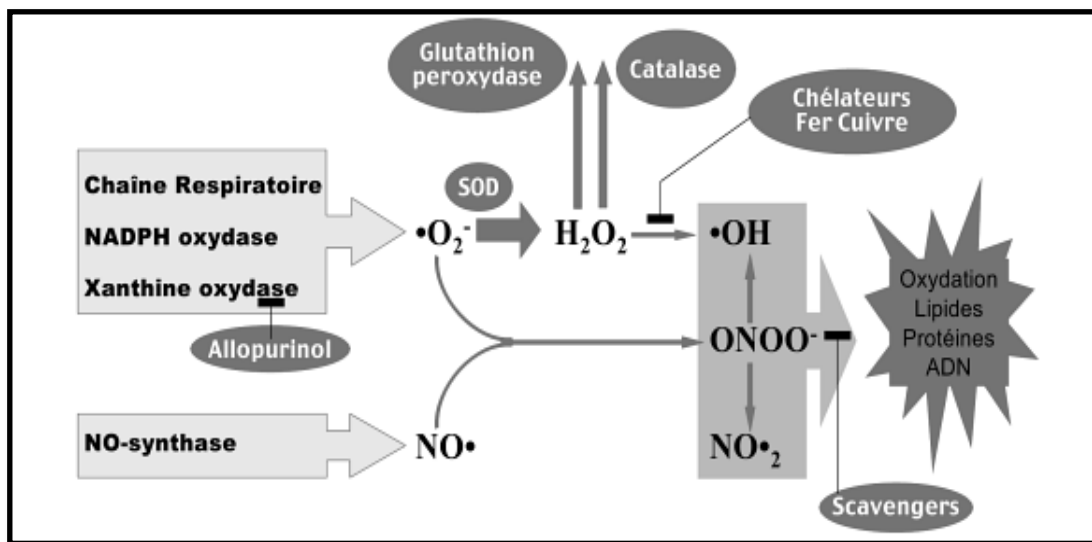 Glutathion
peroxydase
Catalase
Chélateurs
Fer Cuivre
Chaîne Respiratoire
NADPH oxydase
Xanthine oxydase
Allopurinol
SOD
•O₂⁻
H₂O₂
•OH
ONOO⁻
NO•₂
Oxydation
Lipides
Protéines
ADN
NO-synthase
NO•
Scavengers